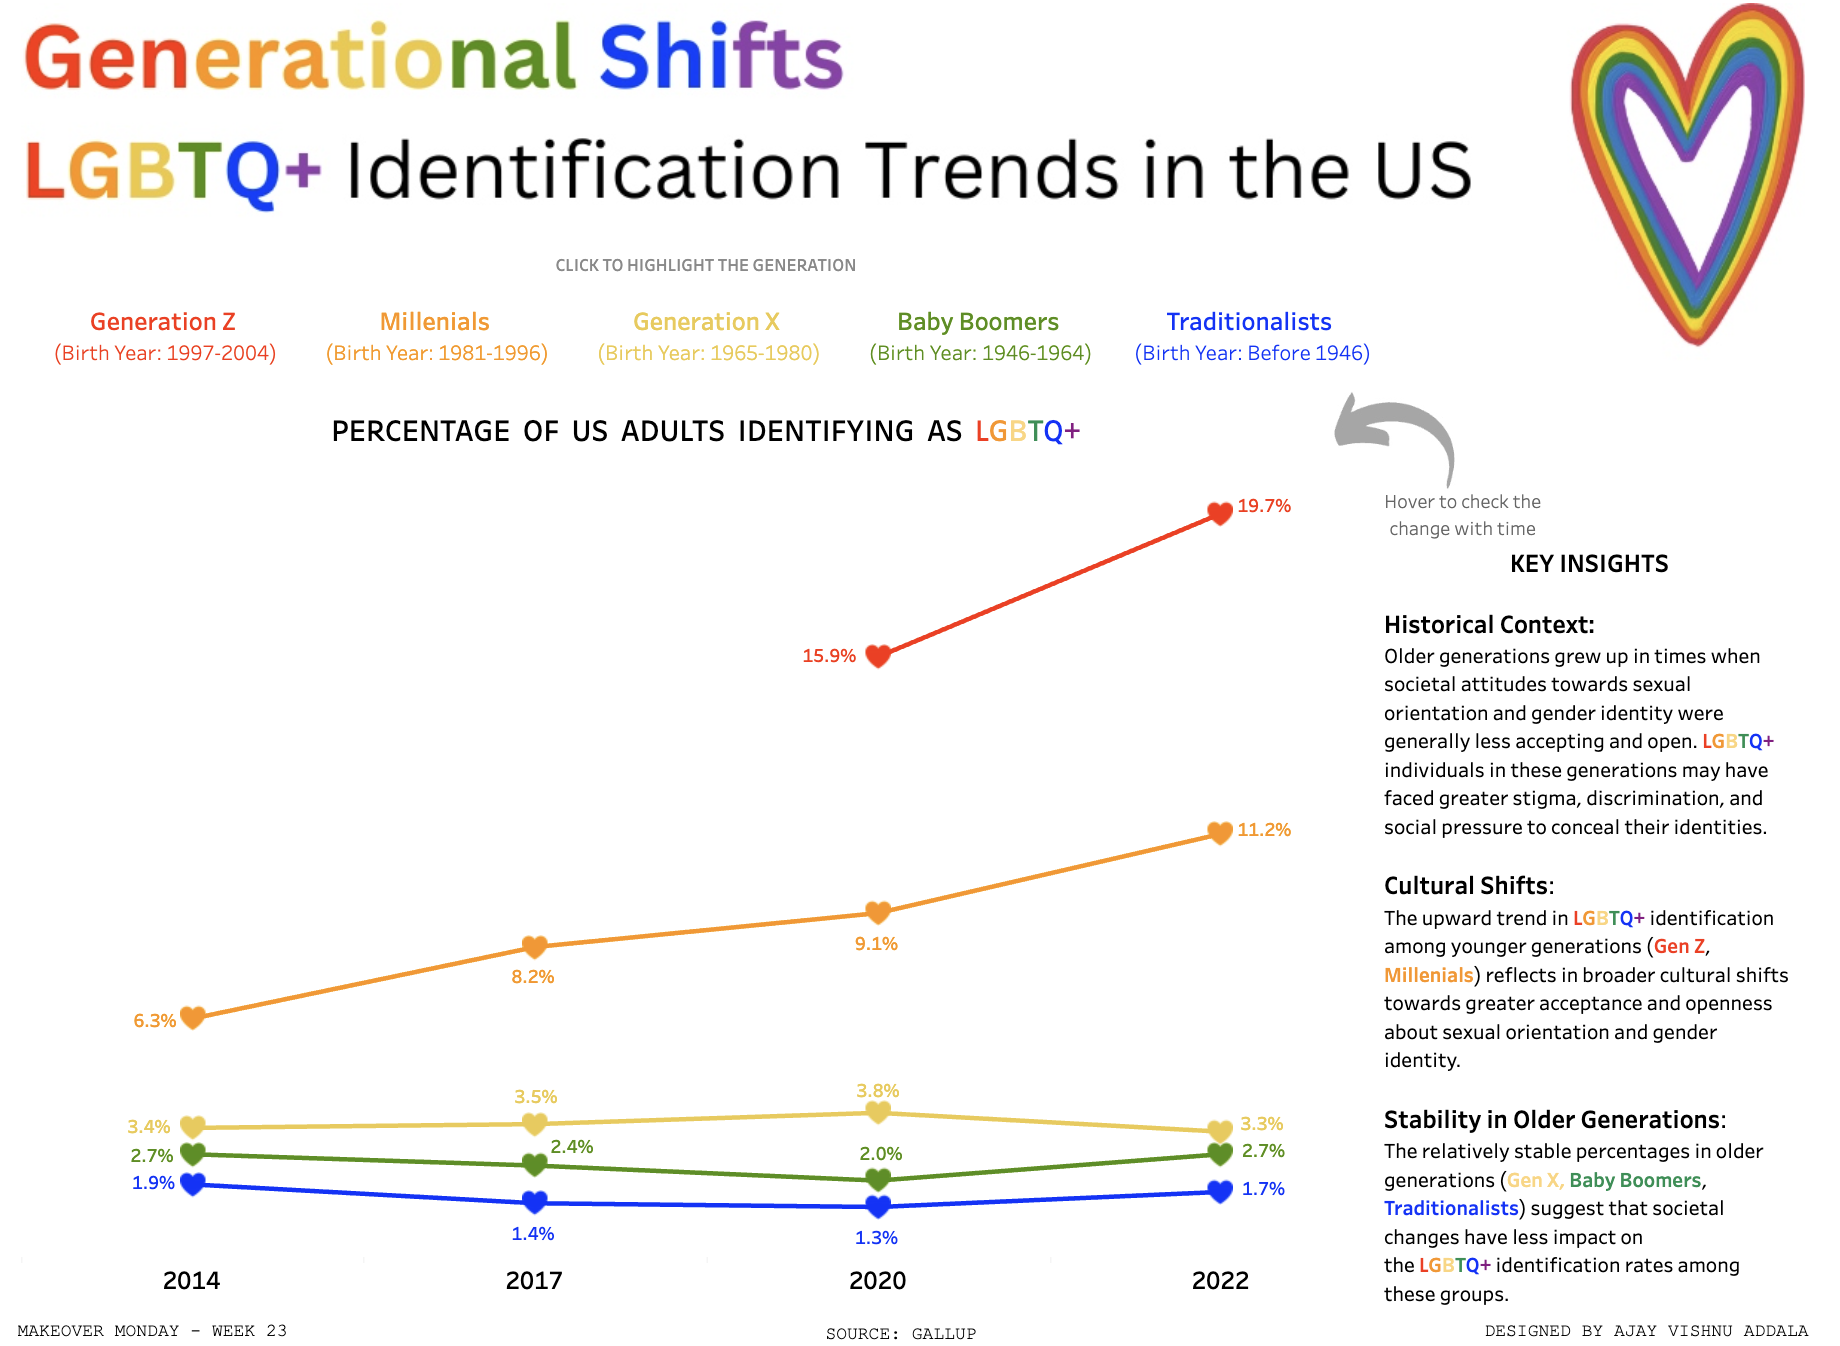 Generational Shifts
LGBTQ+ Identification Trends in the US
CLICK TO HIGHLIGHT THE GENERATION
Generation Z
(Birth Year: 1997-2004)
Millenials
(Birth Year: 1981-1996)
Generation X
(Birth Year: 1965-1980)
Baby Boomers
(Birth Year: 1946-1964)
Traditionalists
(Birth Year: Before 1946)
PERCENTAGE OF US ADULTS IDENTIFYING AS LGBTQ+
Hover to check the
change with time
19.7%
15.9%
11.2%
9.1%
8.2%
6.3%
3.4%
3.5%
3.8%
3.3%
2.7%
2.4%
2.0%
2.7%
1.9%
1.4%
1.3%
1.7%
2014
2017
2020
2022
KEY INSIGHTS
Historical Context:
Older generations grew up in times when
societal attitudes towards sexual
orientation and gender identity were
generally less accepting and open. LGBTQ+
individuals in these generations may have
faced greater stigma, discrimination, and
social pressure to conceal their identities.
Cultural Shifts:
The upward trend in LGBTQ+ identification
among younger generations (Gen Z,
Millenials) reflects in broader cultural shifts
towards greater acceptance and openness
about sexual orientation and gender
identity.
Stability in Older Generations:
The relatively stable percentages in older
generations (Gen X, Baby Boomers,
Traditionalists) suggest that societal
changes have less impact on
the LGBTQ+ identification rates among
these groups.
MAKEOVER MONDAY - WEEK 23
SOURCE: GALLUP
DESIGNED BY AJAY VISHNU ADDALA